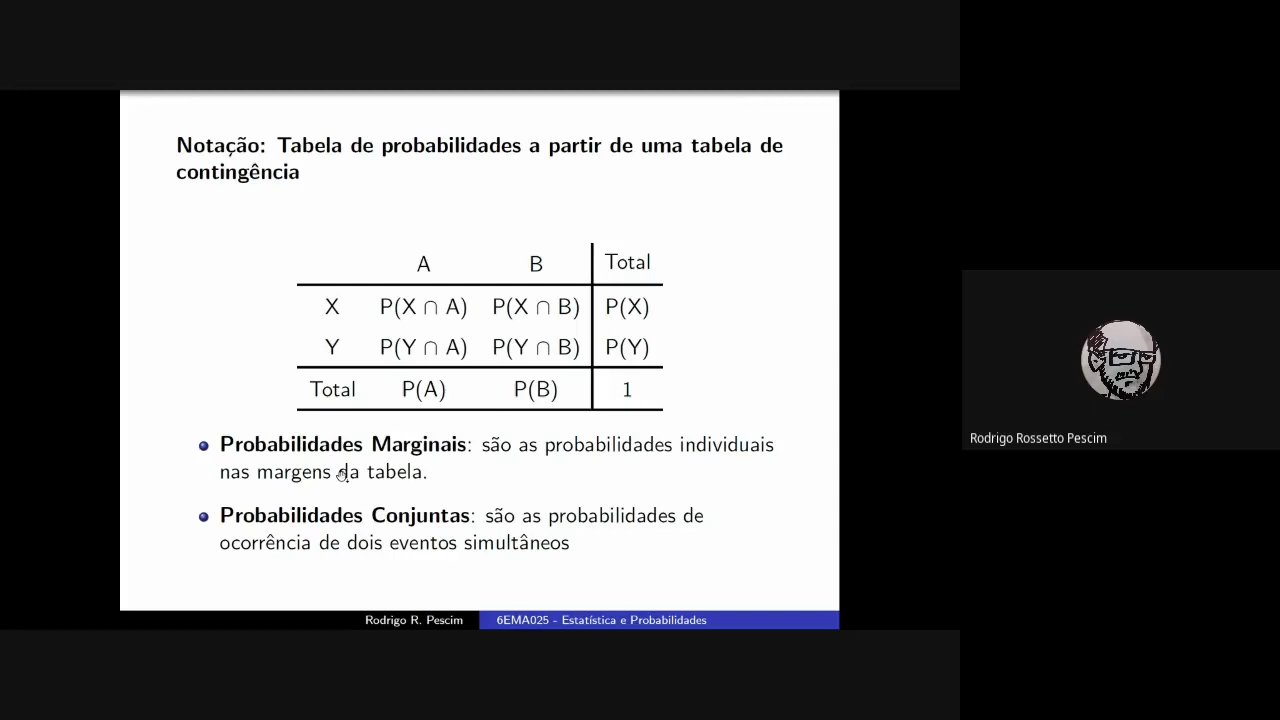 Notação: Tabela de probabilidades a partir de uma tabela de
contingência
A B Total
X P(X ∩ A) P(X ∩ B) P(X)
Y P(Y ∩ A) P(Y ∩ B) P(Y)
Total P(A) P(B) 1
Probabilidades Marginais: são as probabilidades individuais
nas margens da tabela.
Probabilidades Conjuntas: são as probabilidades de
ocorrência de dois eventos simultâneos
Rodrigo R. Pescim 6EMA025 - Estatística e Probabilidades
Rodrigo Rossetto Pescim